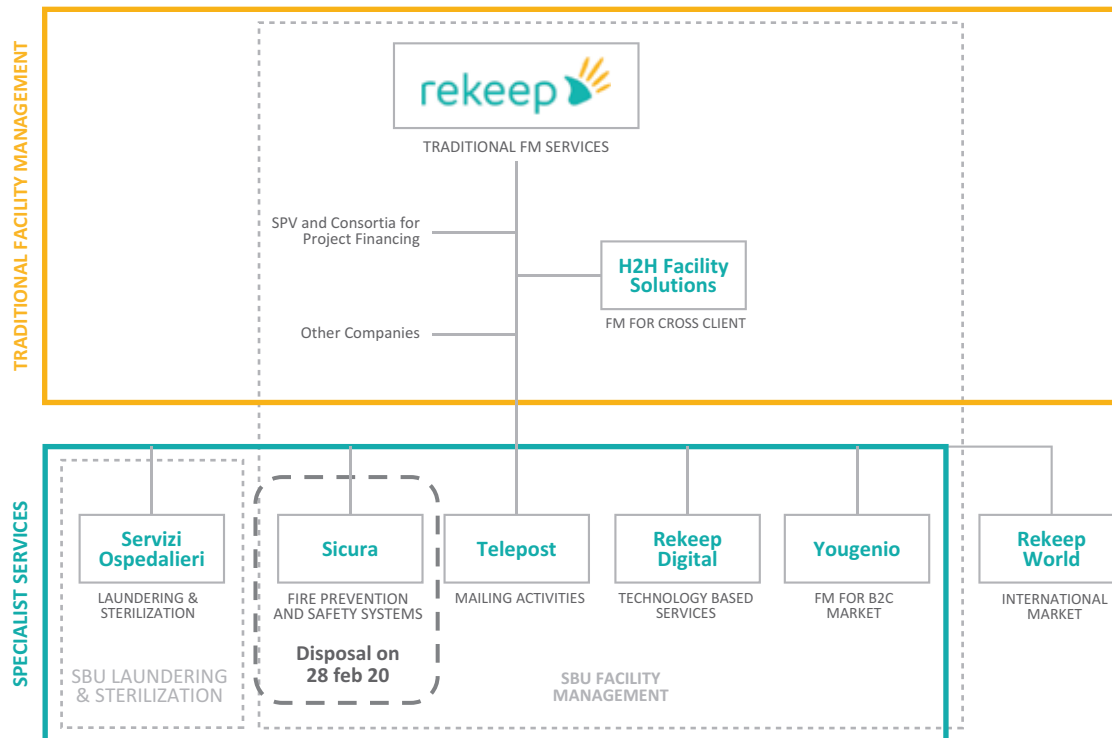 TRADITIONAL FACILITY MANAGEMENT
rekeep
TRADITIONAL FM SERVICES
SPV and Consortia for
Project Financing
H2H Facility
Solutions
FM FOR CROSS CLIENT
Other Companies
SPECIALIST SERVICES
Servizi
Ospedalieri
LAUNDERING &
STERILIZATION
SBU LAUNDERING
& STERILIZATION
Sicura
FIRE PREVENTION
AND SAFETY SYSTEMS
Disposal on
28 feb 20
Telepost
MAILING ACTIVITIES
Rekeep
Digital
TECHNOLOGY BASED
SERVICES
Yougenio
FM FOR B2C
MARKET
SBU FACILITY
MANAGEMENT
Rekeep
World
INTERNATIONAL
MARKET